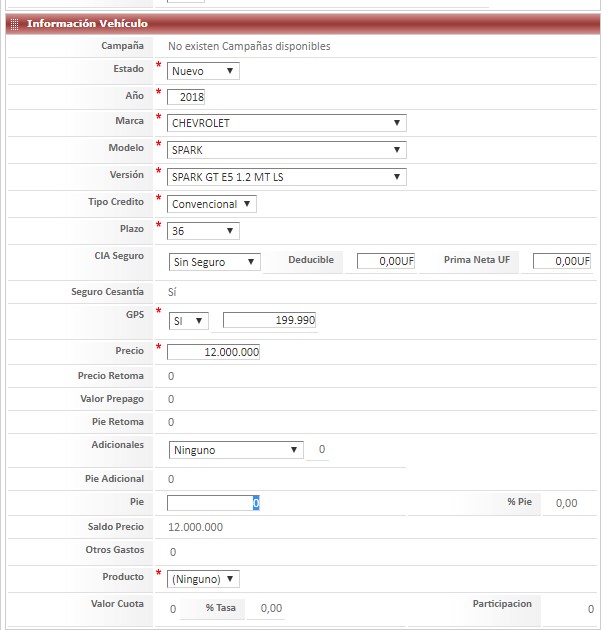 Información Vehículo
Campaña No existen Campañas disponibles
Estado * Nuevo
Año * 2018
Marca * CHEVROLET
Modelo * SPARK
Versión * SPARK GT E5 1.2 MT LS
Tipo Credito * Convencional
Plazo * 36
CIA Seguro Sin Seguro Deducible 0,00UF Prima Neta UF 0,00UF
Seguro Cesantía Sí
GPS * SI 199.990
Precio * 12.000.000
Precio Retoma 0
Valor Prepago 0
Pie Retoma 0
Adicionales Ninguno 0
Pie Adicional 0
Pie 0 % Pie 0,00
Saldo Precio 12.000.000
Otros Gastos 0
Producto * (Ninguno)
Valor Cuota 0 % Tasa 0,00 Participacion 0